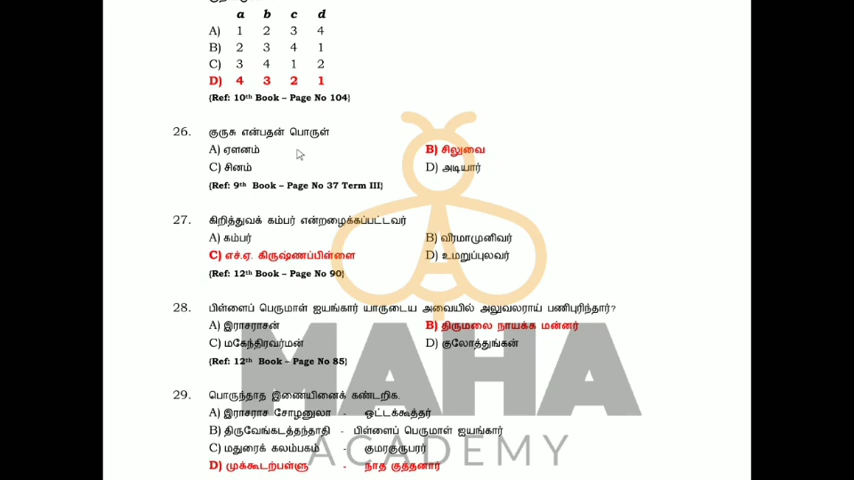 a b c d
A) 1 2 3 4
B) 2 3 4 1
C) 3 4 1 2
D) 4 3 2 1
{Ref: 10th Book – Page No 104}
26. குருசு என்பதன் பொருள்
A) ஏளனம் B) சிலுவை
C) சினம் D) அடியார்
{Ref: 9th Book – Page No 37 Term III}
27. கிறித்துவக் கம்பர் என்றழைக்கப்பட்டவர்
A) கம்பர் B) வீரமாமுனிவர்
C) எச்.ஏ. கிருஷ்ணப்பிள்ளை D) உமறுப்புலவர்
{Ref: 12th Book – Page No 90}
28. பிள்ளைப் பெருமாள் ஐயங்கார் யாருடைய அவையில் அலுவலராய் பணிபுரிந்தார்?
A) இராசராசன் B) திருமலை நாயக்க மன்னர்
C) மகேந்திரவர்மன் D) குலோத்துங்கன்
{Ref: 12th Book – Page No 85}
29. பொருந்தாத இணையினைக் கண்டறிக.
A) இராசராச சோழனுலா - ஒட்டக்கூத்தர்
B) திருவேங்கடத்தந்தாதி - பிள்ளைப் பெருமாள் ஐயங்கார்
C) மதுரைக் கலம்பகம் - குமரகுருபரர்
D) முக்கூடற்பள்ளு - நாத குத்தனார்
MAHA
ACADEMY